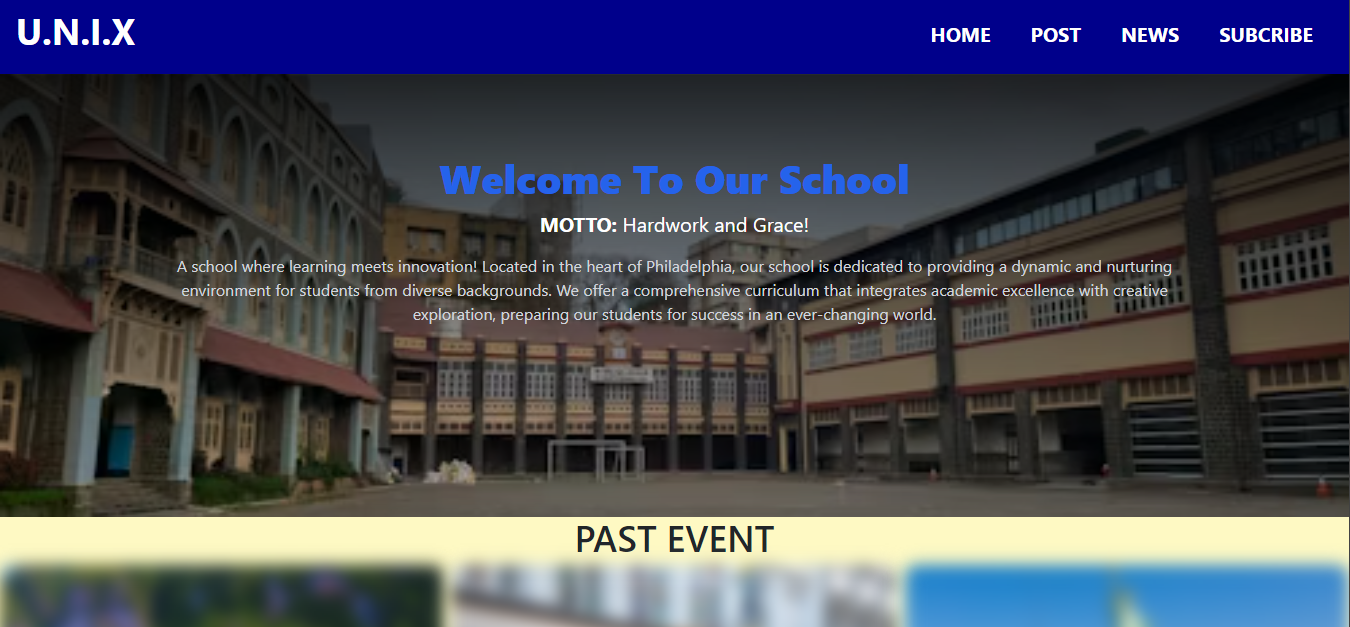 U.N.I.X
HOME POST NEWS SUBCRIBE
Welcome To Our School
MOTTO: Hardwork and Grace!
A school where learning meets innovation! Located in the heart of Philadelphia, our school is dedicated to providing a dynamic and nurturing
environment for students from diverse backgrounds. We offer a comprehensive curriculum that integrates academic excellence with creative
exploration, preparing our students for success in an ever-changing world.
PAST EVENT